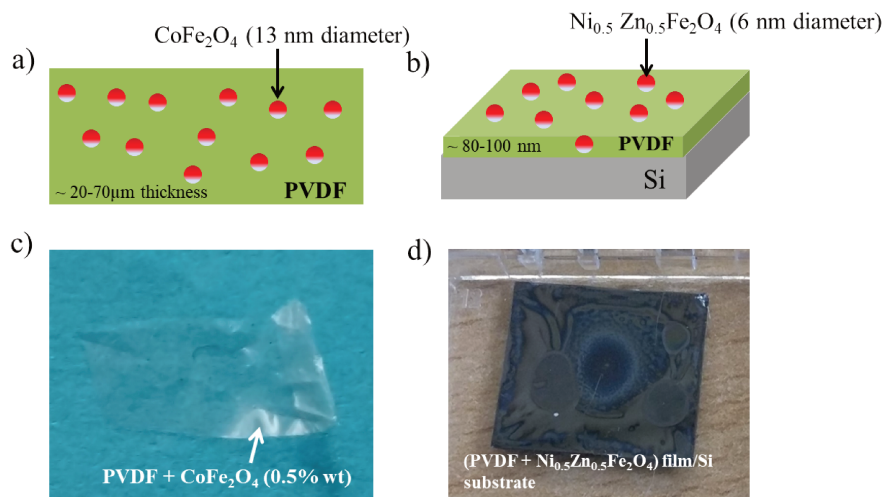 CoFe₂O₄ (13 nm diameter)
Ni₀.₅ Zn₀.₅Fe₂O₄ (6 nm diameter)
a)
b)
~ 20-70μm thickness
PVDF
~ 80-100 nm
PVDF
Si
c)
d)
PVDF + CoFe₂O₄ (0.5% wt)
(PVDF + Ni₀.₅Zn₀.₅Fe₂O₄) film/Si
substrate